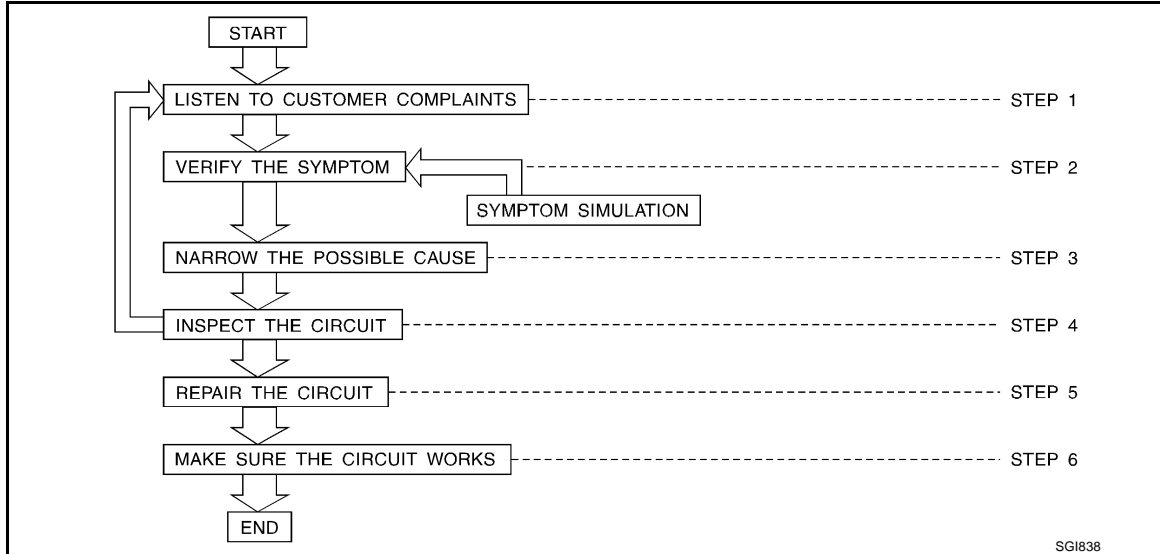 START
LISTEN TO CUSTOMER COMPLAINTS STEP 1
VERIFY THE SYMPTOM STEP 2
SYMPTOM SIMULATION
NARROW THE POSSIBLE CAUSE STEP 3
INSPECT THE CIRCUIT STEP 4
REPAIR THE CIRCUIT STEP 5
MAKE SURE THE CIRCUIT WORKS STEP 6
END
SGI838